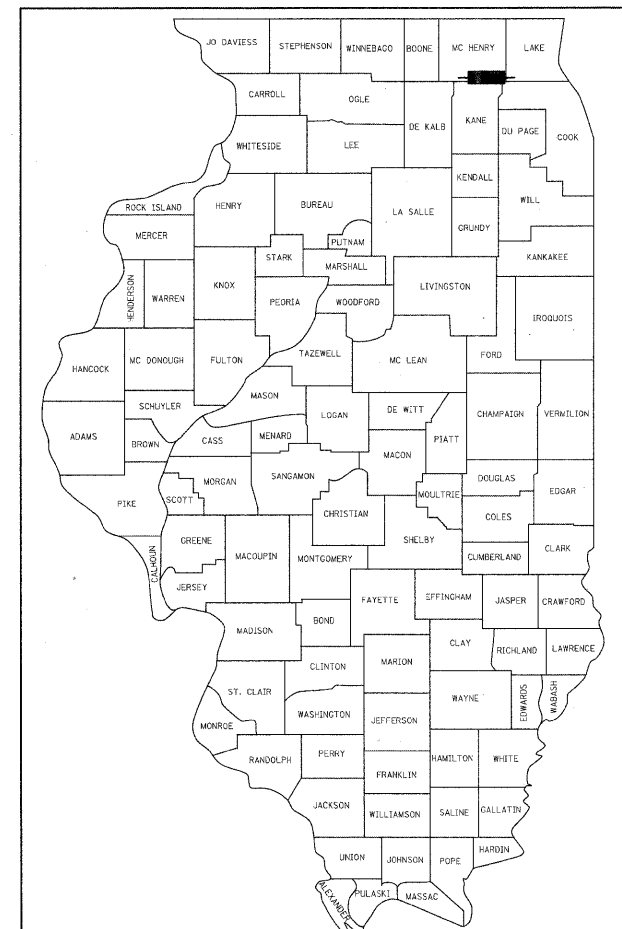 JO DAVIESS
STEPHENSON
WINNEBAGO
BOONE
MC HENRY
LAKE
CARROLL
OGLE
DE KALB
KANE
DU PAGE
COOK
WHITESIDE
LEE
KENDALL
WILL
ROCK ISLAND
HENRY
BUREAU
LA SALLE
GRUNDY
MERCER
PUTNAM
KANKAKEE
STARK
MARSHALL
HENDERSON
WARREN
KNOX
PEORIA
WOODFORD
LIVINGSTON
IROQUOIS
HANCOCK
MC DONOUGH
FULTON
TAZEWELL
MC LEAN
FORD
MASON
SCHUYLER
LOGAN
DE WITT
CHAMPAIGN
VERMILION
ADAMS
BROWN
CASS
MENARD
MACON
PIATT
MORGAN
SANGAMON
DOUGLAS
EDGAR
PIKE
SCOTT
CHRISTIAN
MOULTRIE
COLES
GREENE
MACOUPIN
MONTGOMERY
SHELBY
CUMBERLAND
CLARK
CALHOUN
JERSEY
FAYETTE
EFFINGHAM
JASPER
CRAWFORD
MADISON
BOND
CLAY
RICHLAND
LAWRENCE
CLINTON
MARION
ST. CLAIR
WAYNE
EDWARDS
WABASH
WASHINGTON
JEFFERSON
MONROE
RANDOLPH
PERRY
HAMILTON
WHITE
FRANKLIN
JACKSON
WILLIAMSON
SALINE
GALLATIN
UNION
JOHNSON
POPE
HARDIN
ALEXANDER
PULASKI
MASSAC